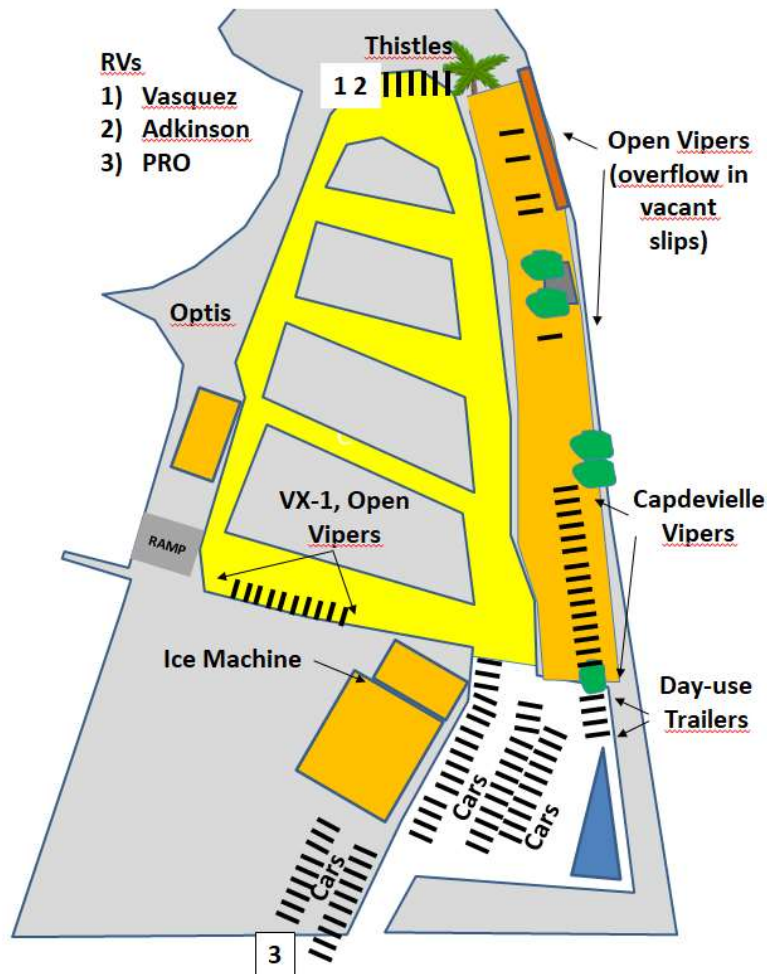 Thistles
RVs
1) Vasquez
2) Adkinson
3) PRO
1 2
Open Vipers
(overflow in
vacant
slips)
Optis
VX-1, Open
Vipers
Capdevielle
Vipers
RAMP
Ice Machine
Day-use
Trailers
Cars
Cars
Cars
3